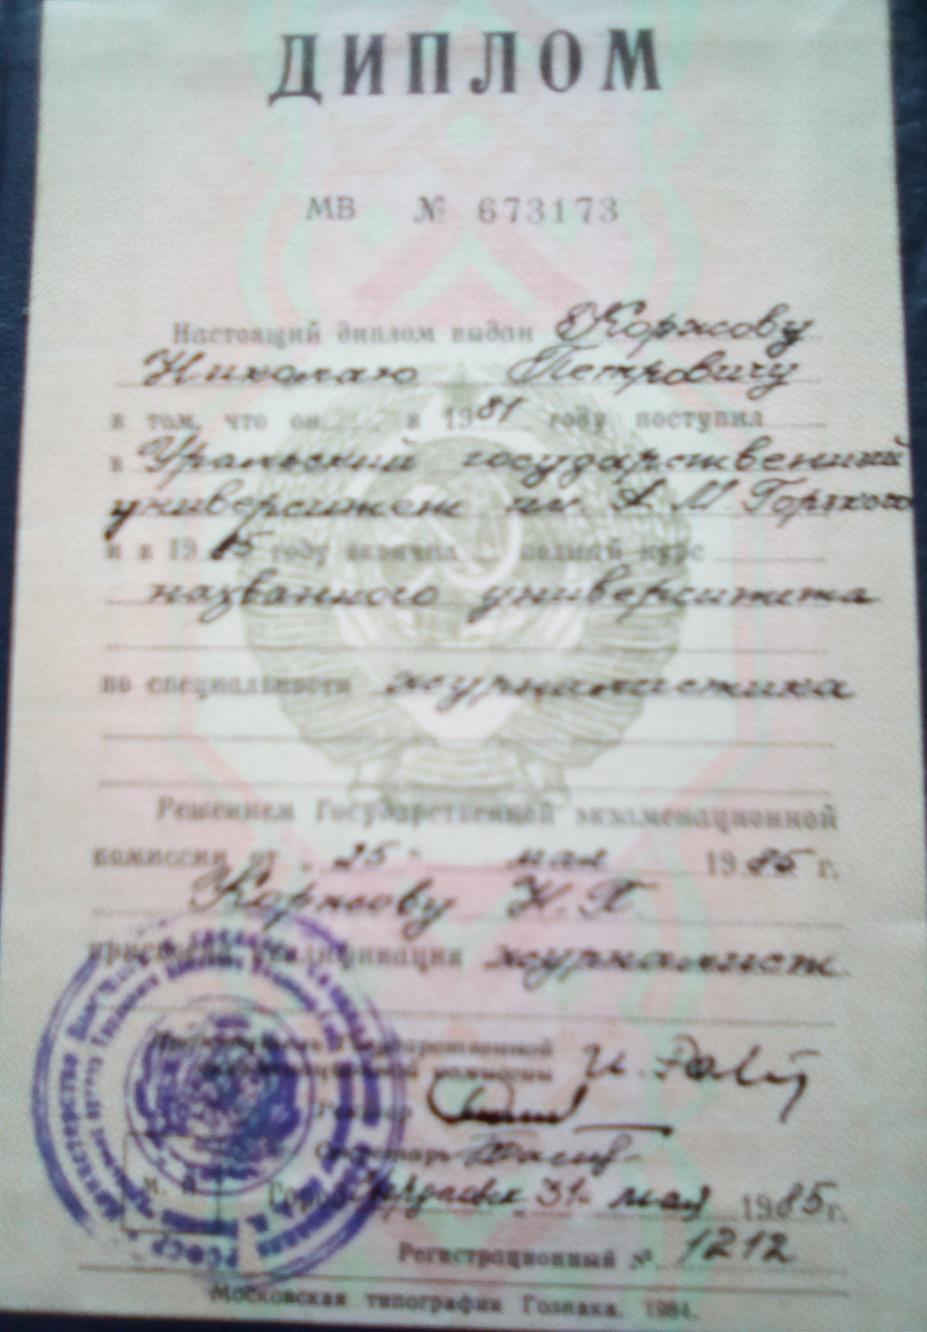 ДИПЛОМ
МВ № 673173
Настоящий диплом выдан Коржову
Николаю Петровичу
в том, что он в 1981 году поступил
в Уральский государственный
университет им. А. М. Горького
и в 1985 году окончил полный курс
названного университета
по специальности журналистика
Решением Государственной экзаменационной
комиссии от „25" мая 1985 г.
Коржову Н. П.
присвоена квалификация журналист
Председатель Государственной
экзаменационной комиссии
Ректор
Секретарь
Город Свердловск 31 мая 1985 г.
М. П.
Регистрационный № 1212
Московская типография Гознака. 1984.